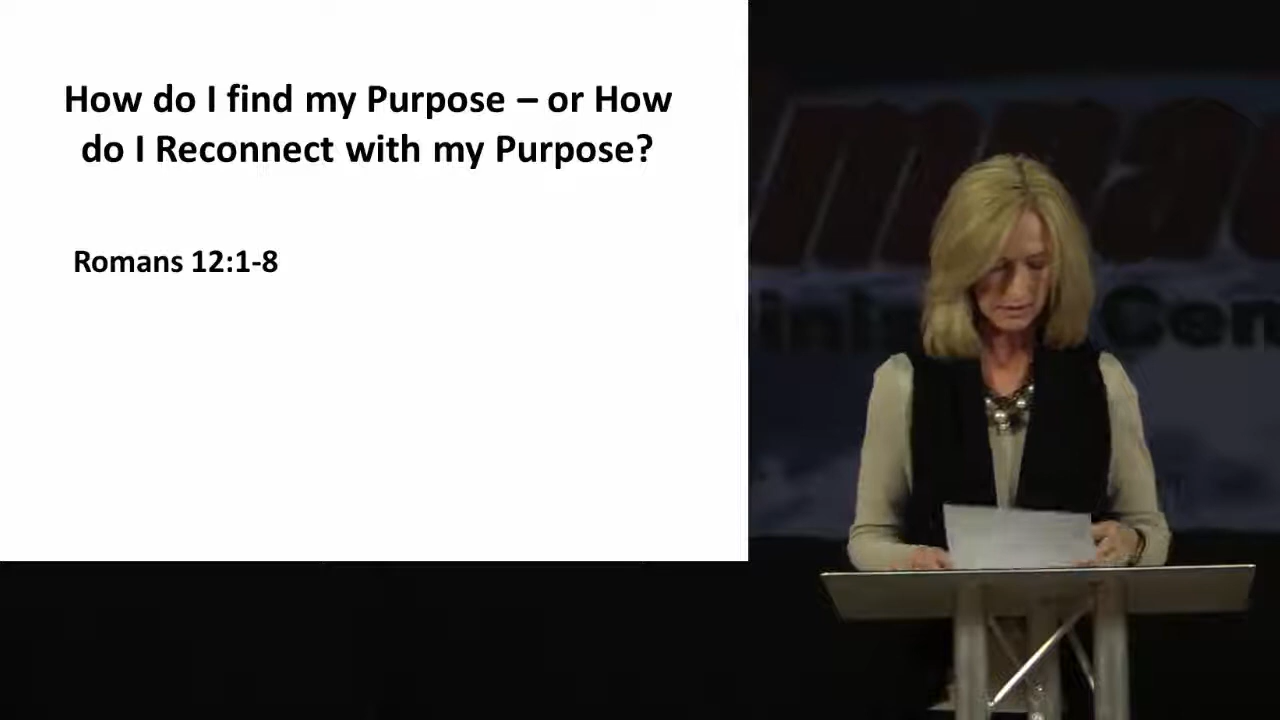 How do I find my Purpose – or How
do I Reconnect with my Purpose?
Romans 12:1-8